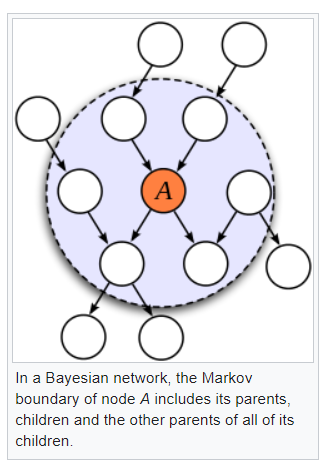 A
In a Bayesian network, the Markov
boundary of node A includes its parents,
children and the other parents of all of its
children.